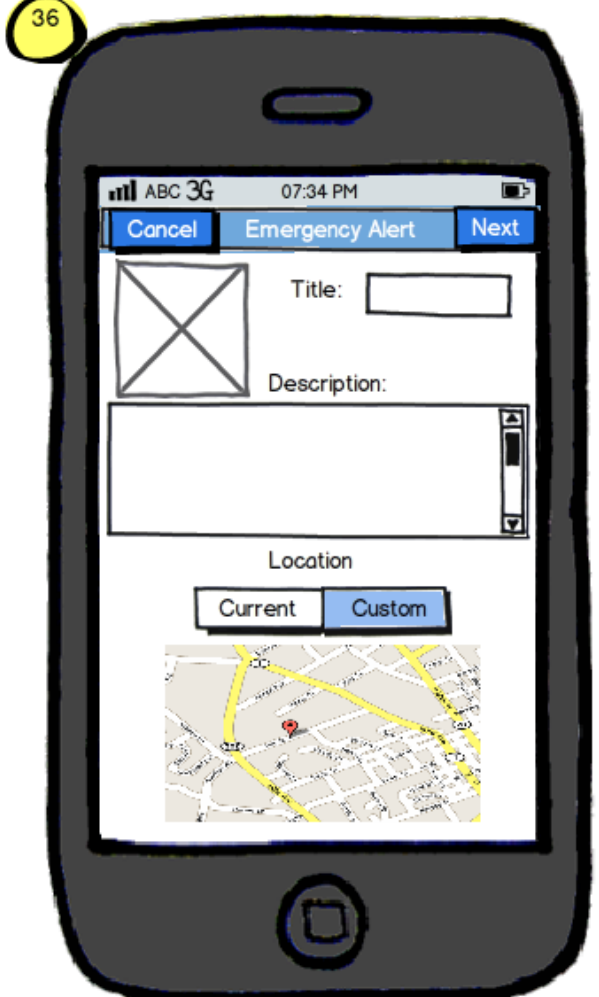 36
ABC 3G 07:34 PM
Cancel Emergency Alert Next
Title:
Description:
Location
Current Custom